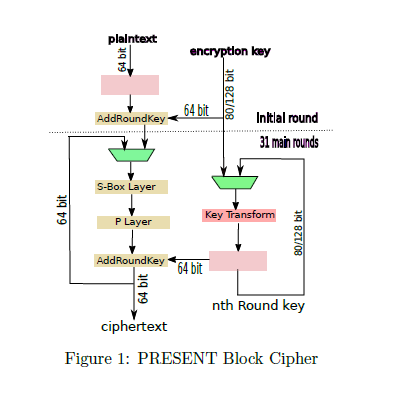 plaintext
encryption key
64 bit
80/128 bit
64 bit
AddRoundKey
Initial round
31 main rounds
S-Box Layer
64 bit
P Layer
Key Transform
80/128 bit
AddRoundKey
64 bit
64 bit
nth Round key
ciphertext
Figure 1: PRESENT Block Cipher